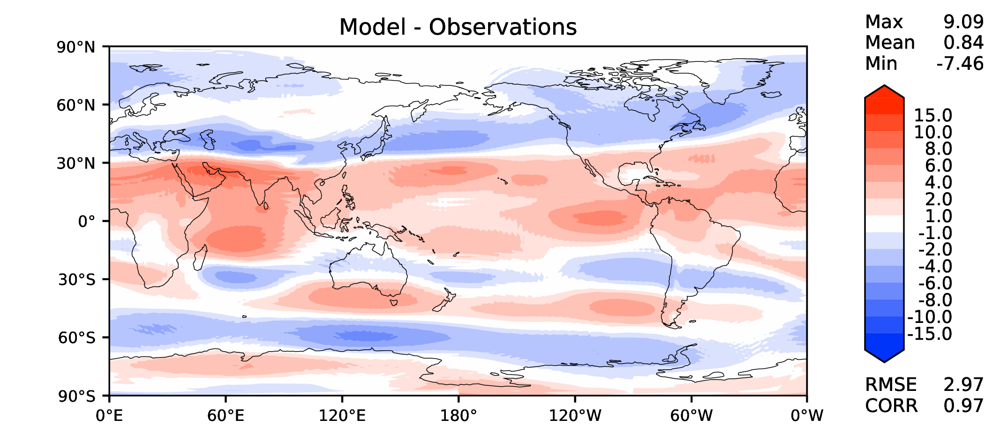 Model - Observations
Max 9.09
Mean 0.84
Min -7.46
90°N
60°N
30°N
0°
30°S
60°S
90°S
0°E 60°E 120°E 180° 120°W 60°W 0°W
15.0
10.0
8.0
6.0
4.0
2.0
1.0
-1.0
-2.0
-4.0
-6.0
-8.0
-10.0
-15.0
RMSE 2.97
CORR 0.97